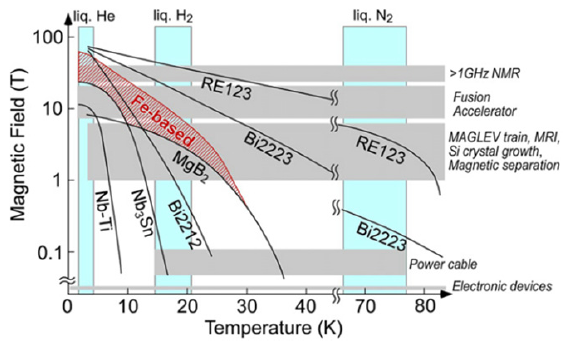 liq. He
liq. H2
liq. N2
100
10
1
0.1
Magnetic Field (T)
RE123
Fe-based
Bi2223
MgB2
Nb-Ti
Nb3Sn
Bi2212
RE123
Bi2223
>1GHz NMR
Fusion
Accelerator
MAGLEV train, MRI,
Si crystal growth,
Magnetic separation
Power cable
Electronic devices
0 10 20 30 40 70 80
Temperature (K)